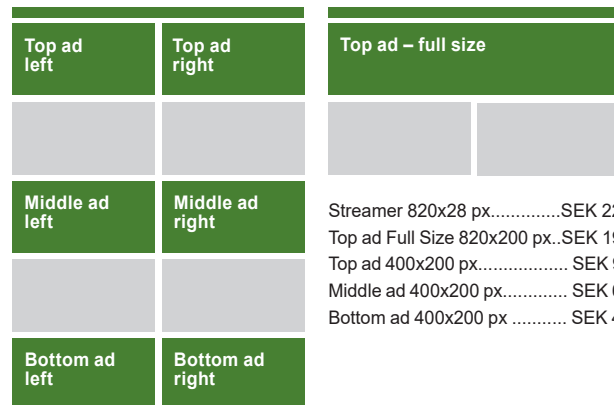 Top ad
left
Top ad
right
Middle ad
left
Middle ad
right
Bottom ad
left
Bottom ad
right
Top ad – full size
Streamer 820x28 px..............SEK
Top ad Full Size 820x200 px..SEK
Top ad 400x200 px.................. SEK
Middle ad 400x200 px............. SEK
Bottom ad 400x200 px ........... SEK